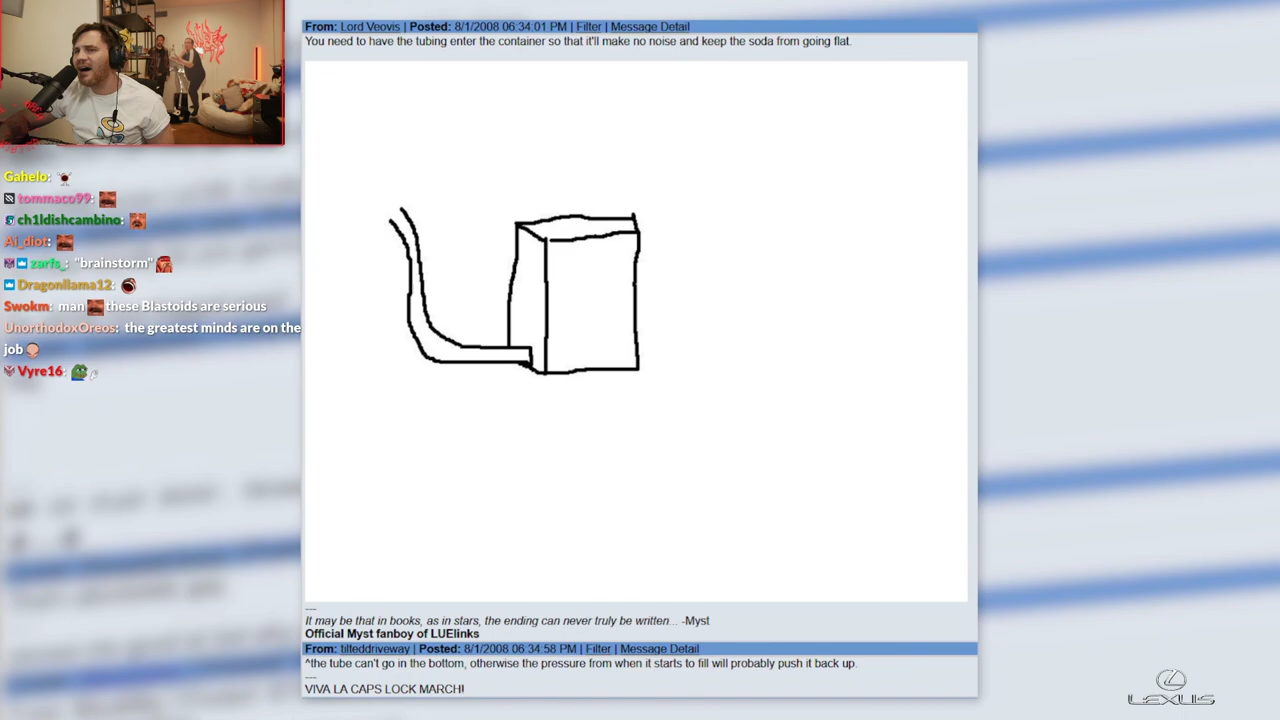 From: Lord Veovis | Posted: 8/1/2008 06:34:01 PM | Filter | Message Detail
You need to have the tubing enter the container so that it'll make no noise and keep the soda from going flat.
Gahelo:
tommaco99:
ch1ldishcambino:
Ai_diot:
zarfs_: "brainstorm"
Dragonllama12:
Swokm: man these Blastoids are serious
UnorthodoxOreos: the greatest minds are on the
job
Vyre16:
---
It may be that in books, as in stars, the ending can never truly be written... -Myst
Official Myst fanboy of LUElinks
From: tilteddriveway | Posted: 8/1/2008 06:34:58 PM | Filter | Message Detail
^the tube can't go in the bottom, otherwise the pressure from when it starts to fill will probably push it back up.
---
VIVA LA CAPS LOCK MARCH!
LEXUS